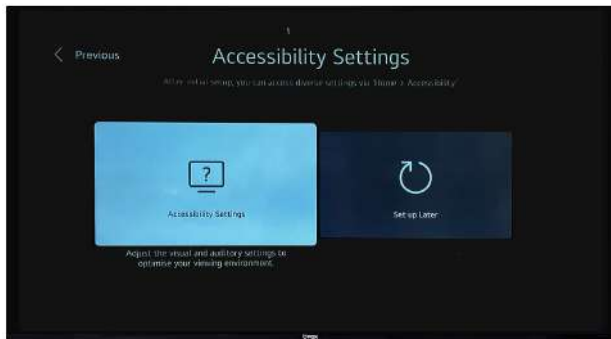 1
Previous
Accessibility Settings
After initial setup, you can access diverse settings via 'Home > Accessibility'
?
Accessibility Settings
Set up Later
Adjust the visual and auditory settings to
optimise your viewing environment.